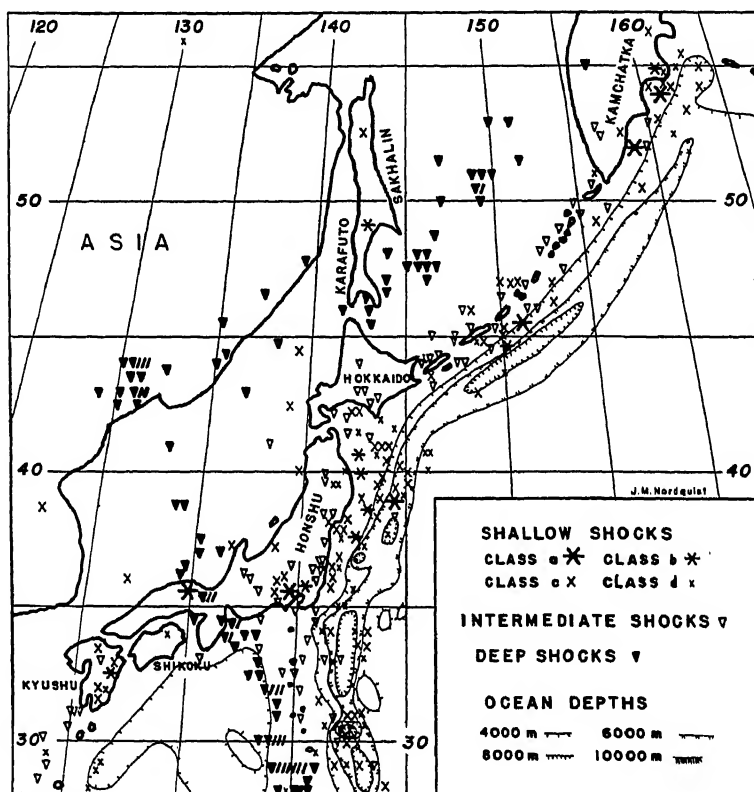 120 130 140 150 160
KAMCHATKA
SAKHALIN
50 50
ASIA
KARAFUTO
HOKKAIDO
40 40
J.M. Nordquist
HONSHU
SHALLOW SHOCKS
CLASS a CLASS b
CLASS c x CLASS d x
INTERMEDIATE SHOCKS
DEEP SHOCKS
KYUSHU
SHIKOKU
OCEAN DEPTHS
4000 m 6000 m
8000 m 10000 m
30 30